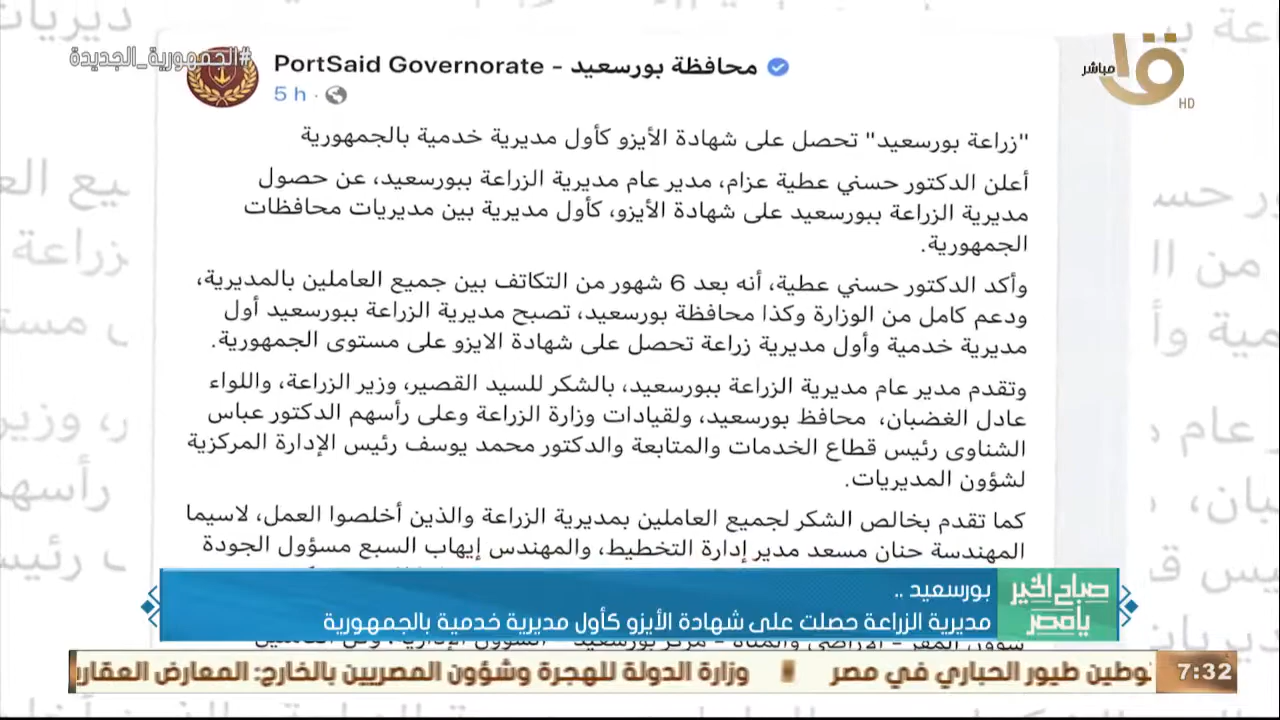 #الجمهورية_الجديدة
مباشر
HD
PortSaid Governorate - محافظة بورسعيد
5 h ·
"زراعة بورسعيد" تحصل على شهادة الأيزو كأول مديرية خدمية بالجمهورية
أعلن الدكتور حسني عطية عزام، مدير عام مديرية الزراعة ببورسعيد، عن حصول
مديرية الزراعة ببورسعيد على شهادة الأيزو، كأول مديرية بين مديريات محافظات
الجمهورية.
وأكد الدكتور حسني عطية، أنه بعد 6 شهور من التكاتف بين جميع العاملين بالمديرية،
ودعم كامل من الوزارة وكذا محافظة بورسعيد، تصبح مديرية الزراعة ببورسعيد أول
مديرية خدمية وأول مديرية زراعة تحصل على شهادة الايزو على مستوى الجمهورية.
وتقدم مدير عام مديرية الزراعة ببورسعيد، بالشكر للسيد القصير، وزير الزراعة، واللواء
عادل الغضبان، محافظ بورسعيد، ولقيادات وزارة الزراعة وعلى رأسهم الدكتور عباس
الشناوى رئيس قطاع الخدمات والمتابعة والدكتور محمد يوسف رئيس الإدارة المركزية
لشؤون المديريات.
كما تقدم بخالص الشكر لجميع العاملين بمديرية الزراعة والذين أخلصوا العمل، لاسيما
المهندسة حنان مسعد مدير إدارة التخطيط، والمهندس إيهاب السبع مسؤول الجودة
صباح الخير
يا مصر
بورسعيد ..
مديرية الزراعة حصلت على شهادة الأيزو كأول مديرية خدمية بالجمهورية
7:32
توطين طيور الحباري في مصر
وزارة الدولة للهجرة وشؤون المصريين بالخارج: المعارض العقار